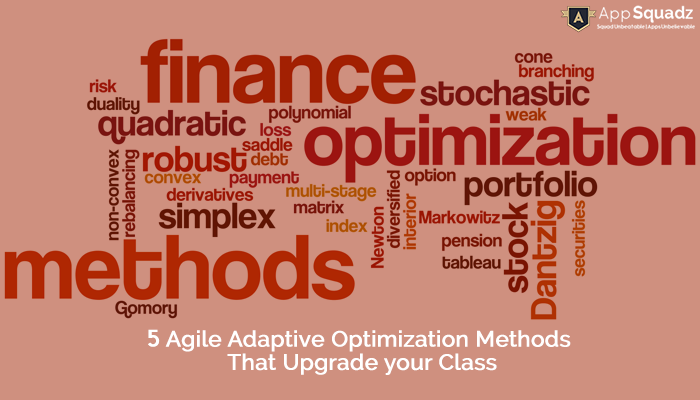 App Squadz
Squad Unbeatable | Apps Unbelievable
finance
cone
branching
risk
stochastic
duality
polynomial
weak
quadratic
loss
optimization
saddle
robust
debt
convex
payment
option
portfolio
derivatives
multi-stage
non-convex
rebalancing
simplex
matrix
index
Newton
diversified
interior
Markowitz
stock
Dantzig
securities
pension
tableau
methods
Gomory
5 Agile Adaptive Optimization Methods
That Upgrade your Class